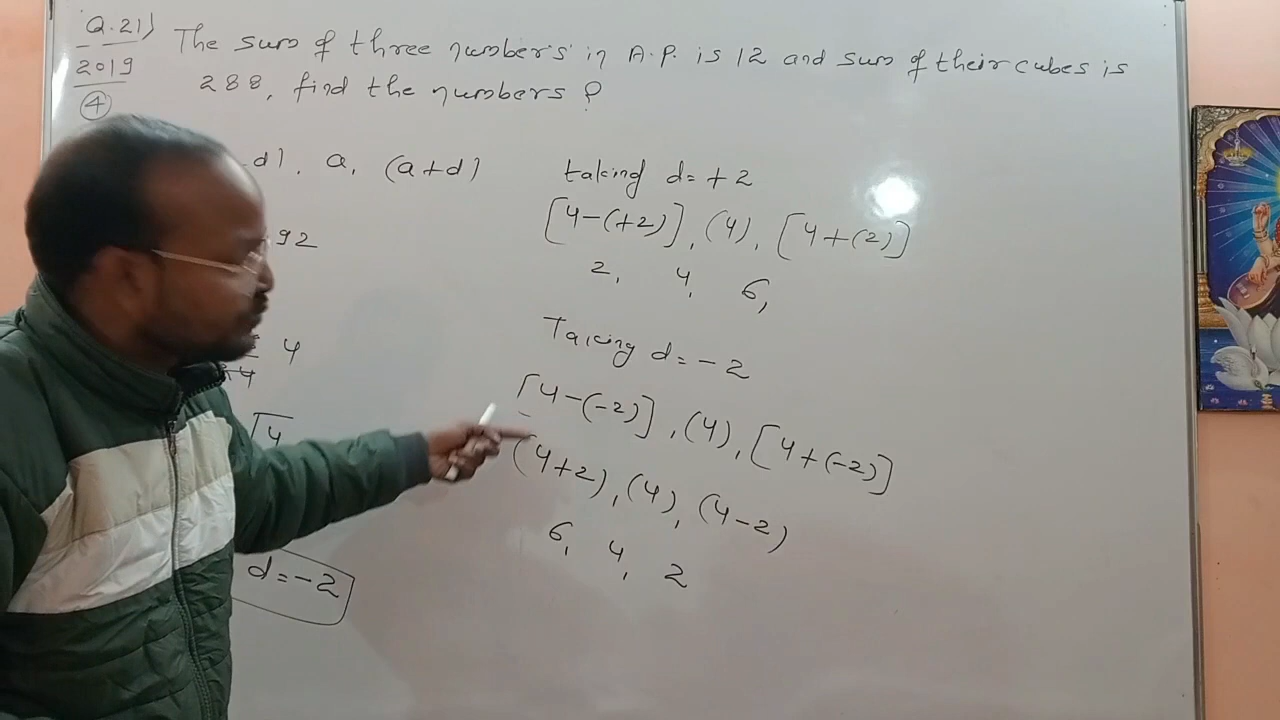 Q.21) The sum of three numbers in A.P. is 12 and sum of their cubes is
2019 288, find the numbers ?
4
d), a, (a+d)
92
4
√4
d=-2
taking d=+2
[4-(+2)], (4), [4+(2)]
2, 4, 6,
Taking d=-2
[4-(-2)], (4), [4+(-2)]
(4+2), (4), (4-2)
6, 4, 2